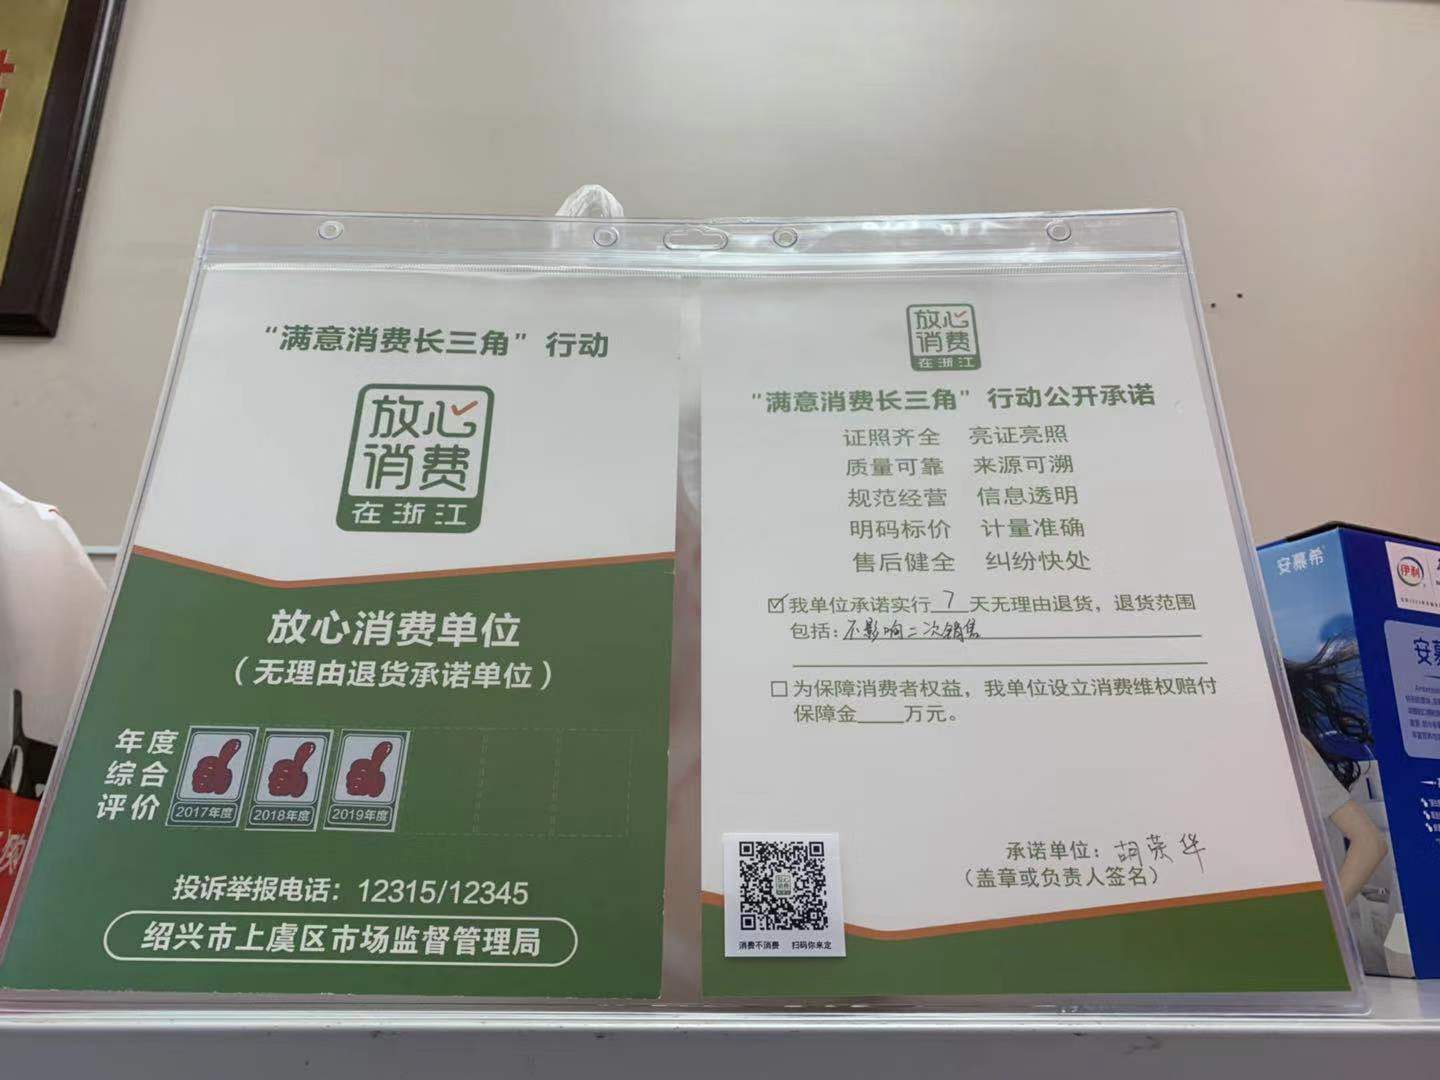 “满意消费长三角”行动
放心
消费
在浙江
放心消费单位
（无理由退货承诺单位）
年度
综合
评价
2017年度
2018年度
2019年度
投诉举报电话：12315/12345
绍兴市上虞区市场监督管理局
放心
消费
在浙江
“满意消费长三角”行动公开承诺
证照齐全 亮证亮照
质量可靠 来源可溯
规范经营 信息透明
明码标价 计量准确
售后健全 纠纷快处
☑我单位承诺实行7天无理由退货，退货范围
包括：不影响二次销售
□为保障消费者权益，我单位设立消费维权赔付
保障金____万元。
承诺单位：胡荣华
（盖章或负责人签名）
消费不消费 扫码你来定
安慕希
伊利